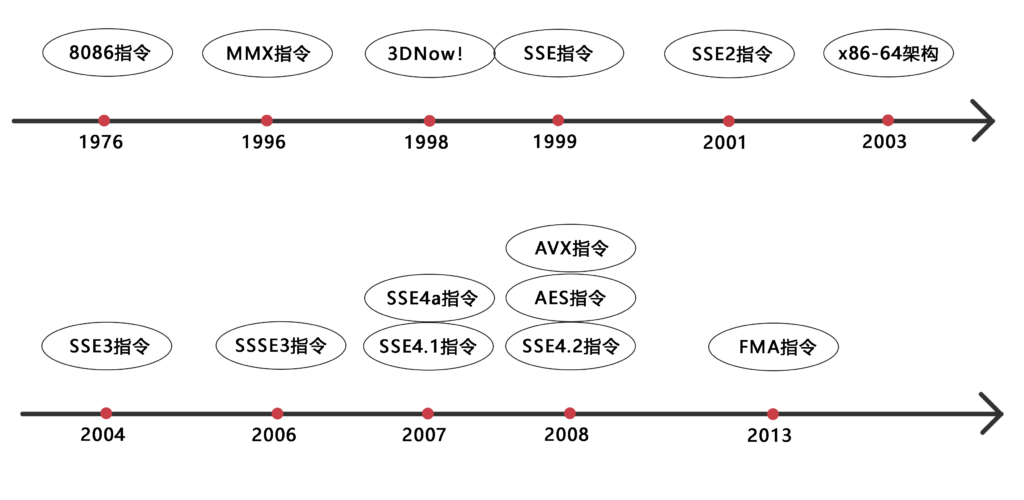 8086指令
MMX指令
3DNow!
SSE指令
SSE2指令
x86-64架构
1976
1996
1998
1999
2001
2003
AVX指令
SSE4a指令
AES指令
SSE3指令
SSSE3指令
SSE4.1指令
SSE4.2指令
FMA指令
2004
2006
2007
2008
2013